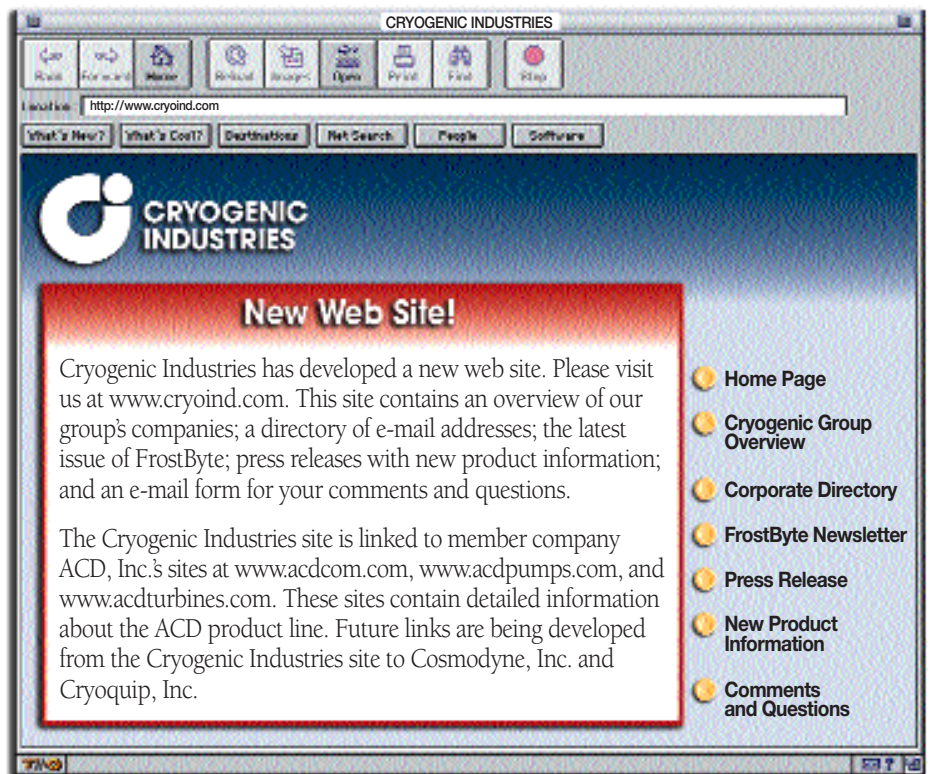 CRYOGENIC INDUSTRIES
Back Forward Home Reload Images Open Print Find Stop
Location: http://www.cryoind.com
What's New? What's Cool? Destinations Net Search People Software
CRYOGENIC
INDUSTRIES
New Web Site!
Cryogenic Industries has developed a new web site. Please visit
us at www.cryoind.com. This site contains an overview of our
group's companies; a directory of e-mail addresses; the latest
issue of FrostByte; press releases with new product information;
and an e-mail form for your comments and questions.
The Cryogenic Industries site is linked to member company
ACD, Inc.'s sites at www.acdcom.com, www.acdpumps.com, and
www.acdturbines.com. These sites contain detailed information
about the ACD product line. Future links are being developed
from the Cryogenic Industries site to Cosmodyne, Inc. and
Cryoquip, Inc.
Home Page
Cryogenic Group
Overview
Corporate Directory
FrostByte Newsletter
Press Release
New Product
Information
Comments
and Questions